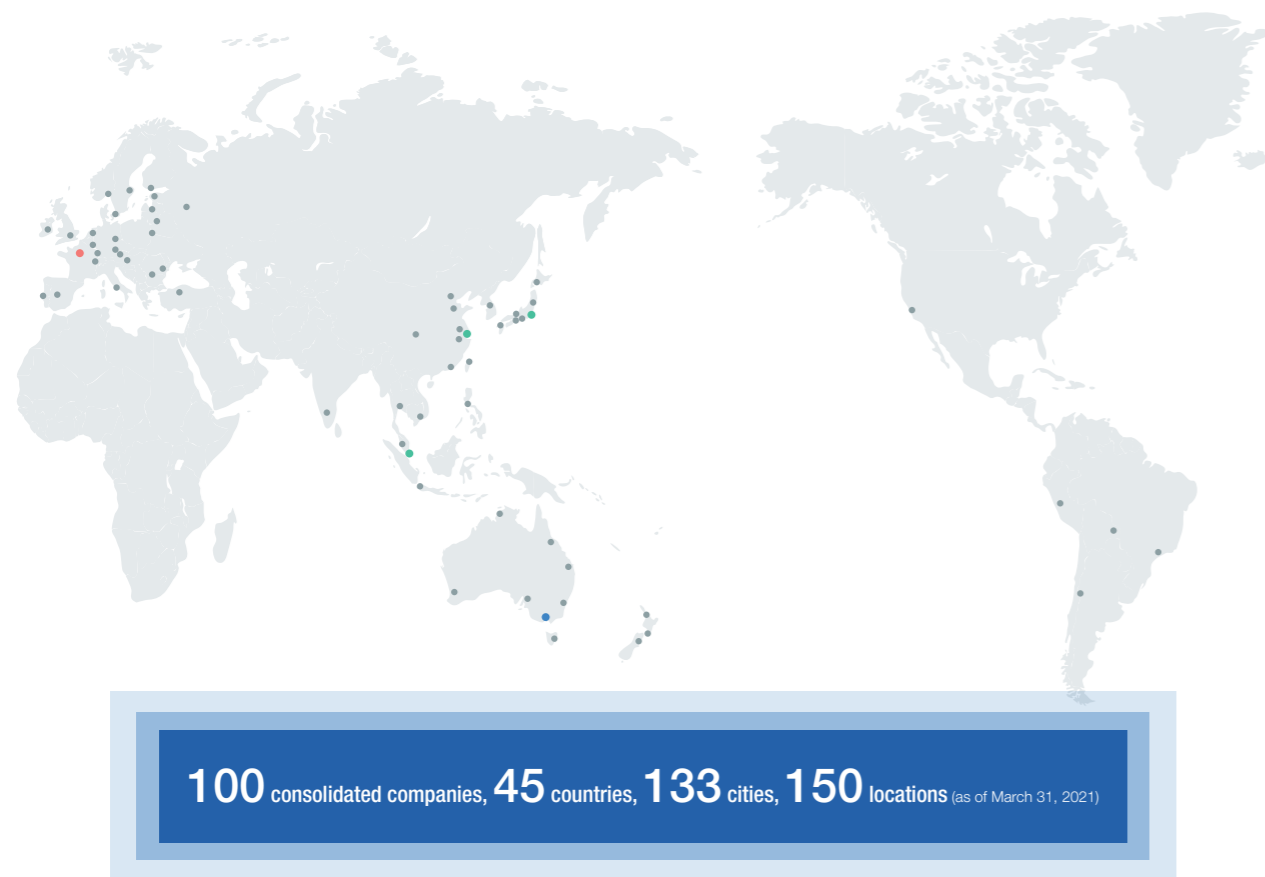 100 consolidated companies, 45 countries, 133 cities, 150 locations (as of March 31, 2021)